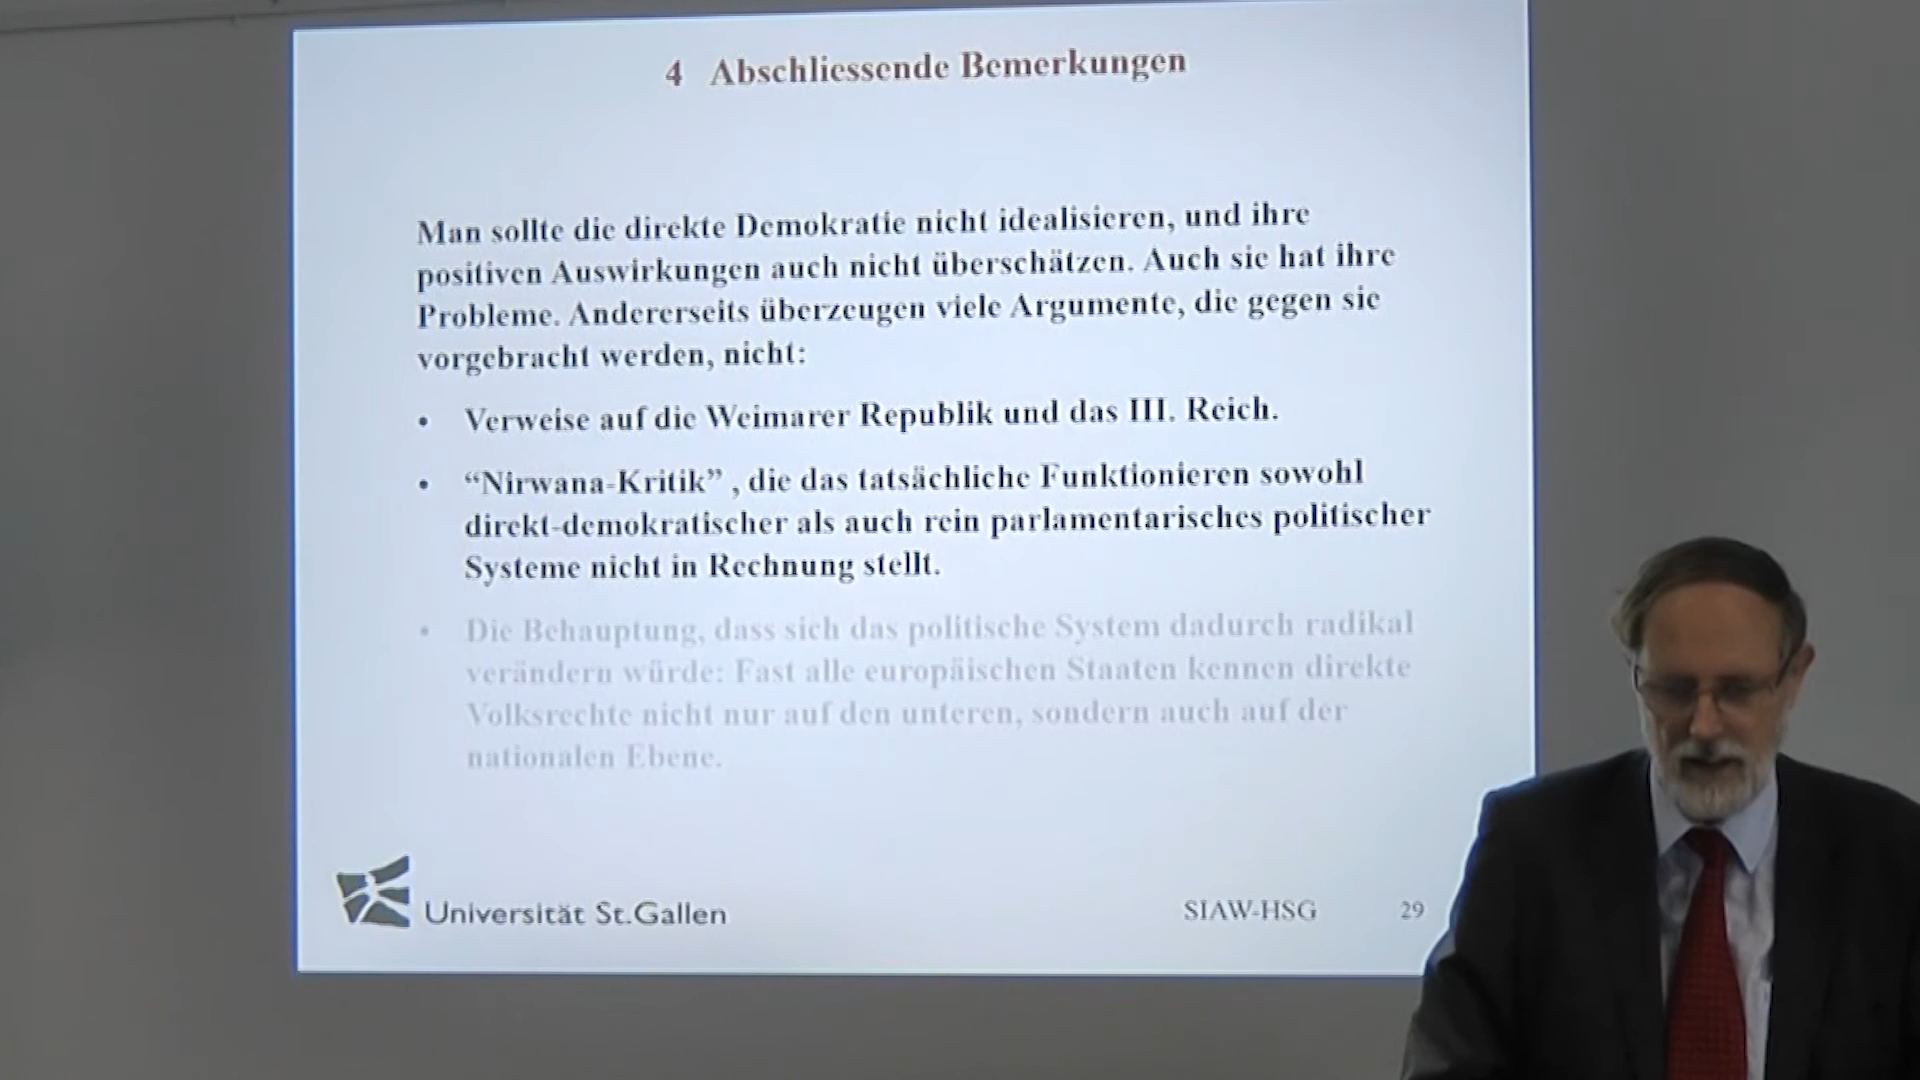 4 Abschliessende Bemerkungen
Man sollte die direkte Demokratie nicht idealisieren, und ihre
positiven Auswirkungen auch nicht überschätzen. Auch sie hat ihre
Probleme. Andererseits überzeugen viele Argumente, die gegen sie
vorgebracht werden, nicht:
• Verweise auf die Weimarer Republik und das III. Reich.
• “Nirwana-Kritik” , die das tatsächliche Funktionieren sowohl
direkt-demokratischer als auch rein parlamentarisches politischer
Systeme nicht in Rechnung stellt.
• Die Behauptung, dass sich das politische System dadurch radikal
verändern würde: Fast alle europäischen Staaten kennen direkte
Volksrechte nicht nur auf den unteren, sondern auch auf der
nationalen Ebene.
Universität St.Gallen
SIAW-HSG 29